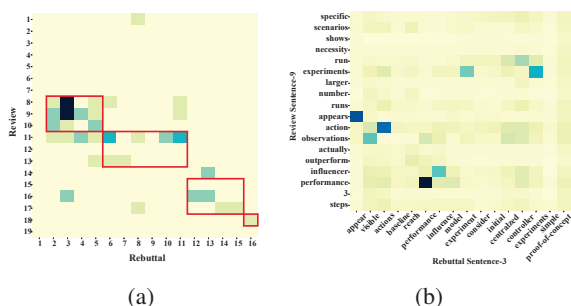 1
2
3
4
5
6
7
8
9
10
11
12
13
14
15
16
17
18
19
Review
1 2 3 4 5 6 7 8 9 10 11 12 13 14 15 16
Rebuttal
(a)
specific
scenarios
shows
necessity
run
experiments
larger
number
runs
appears
action
observations
actually
outperform
influencer
performance
3
steps
Review Sentence-9
appear
visible
actions
baseline
reach
performance
influence
model
experiment
consider
initial
centralized
controller
experiments
simple
proof-of-concept
Rebuttal Sentence-3
(b)